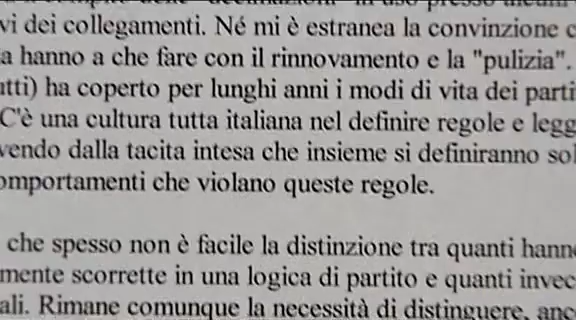 vi dei collegamenti. Né mi è estranea la convinzione c
a hanno a che fare con il rinnovamento e la "pulizia".
atti) ha coperto per lunghi anni i modi di vita dei parti
C'è una cultura tutta italiana nel definire regole e legg
vendo dalla tacita intesa che insieme si definiranno sol
omportamenti che violano queste regole.
che spesso non è facile la distinzione tra quanti hanno
mente scorrette in una logica di partito e quanti invec
ali. Rimane comunque la necessità di distinguere, anc